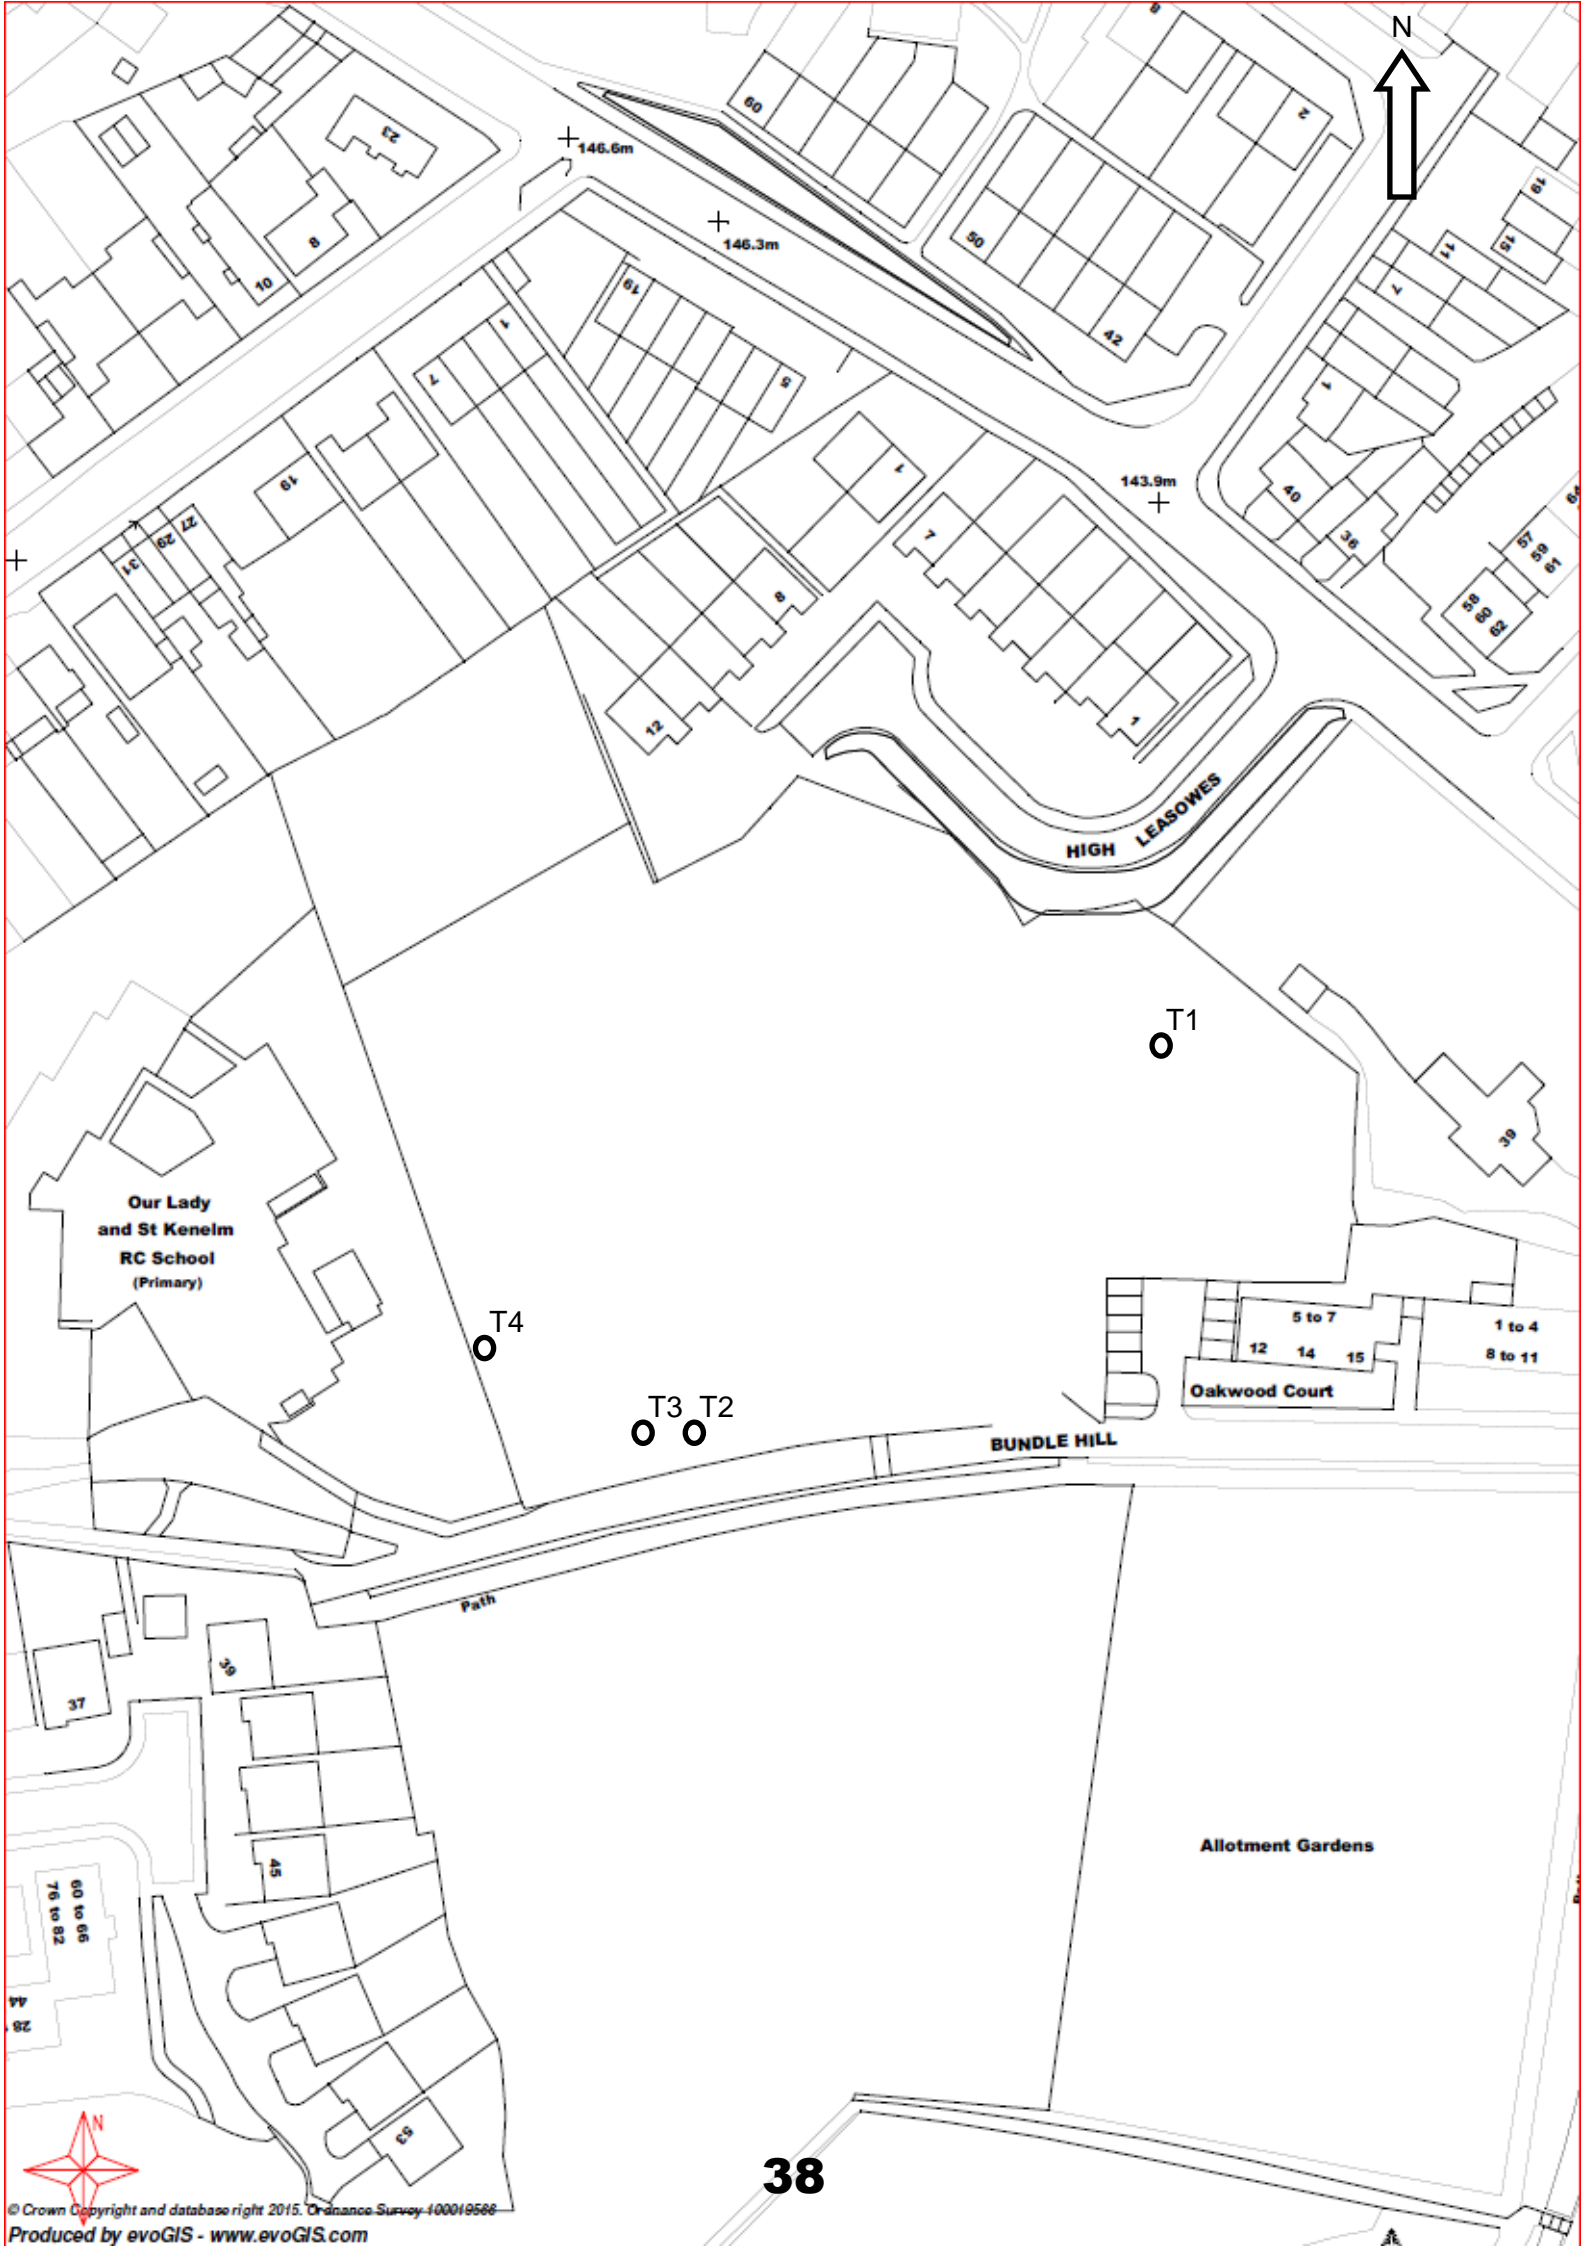 8
N
60
2
23
146.6m
19
50
146.3m
15
11
8
7
10
19
42
1
7
5
1
1
19
143.9m
40
64
7
27
29
31
36
57
59
61
8
58
60
62
12
1
HIGH LEASOWES
T1
39
Our Lady
and St Kenelm
RC School
(Primary)
T4
5 to 7
1 to 4
12 14 15
8 to 11
Oakwood Court
T3 T2
BUNDLE HILL
Path
39
37
Allotment Gardens
45
60 to 66
76 to 82
44
28
53
N
38
© Crown Copyright and database right 2015. Ordnance Survey 100019566
Produced by evoGIS - www.evoGIS.com